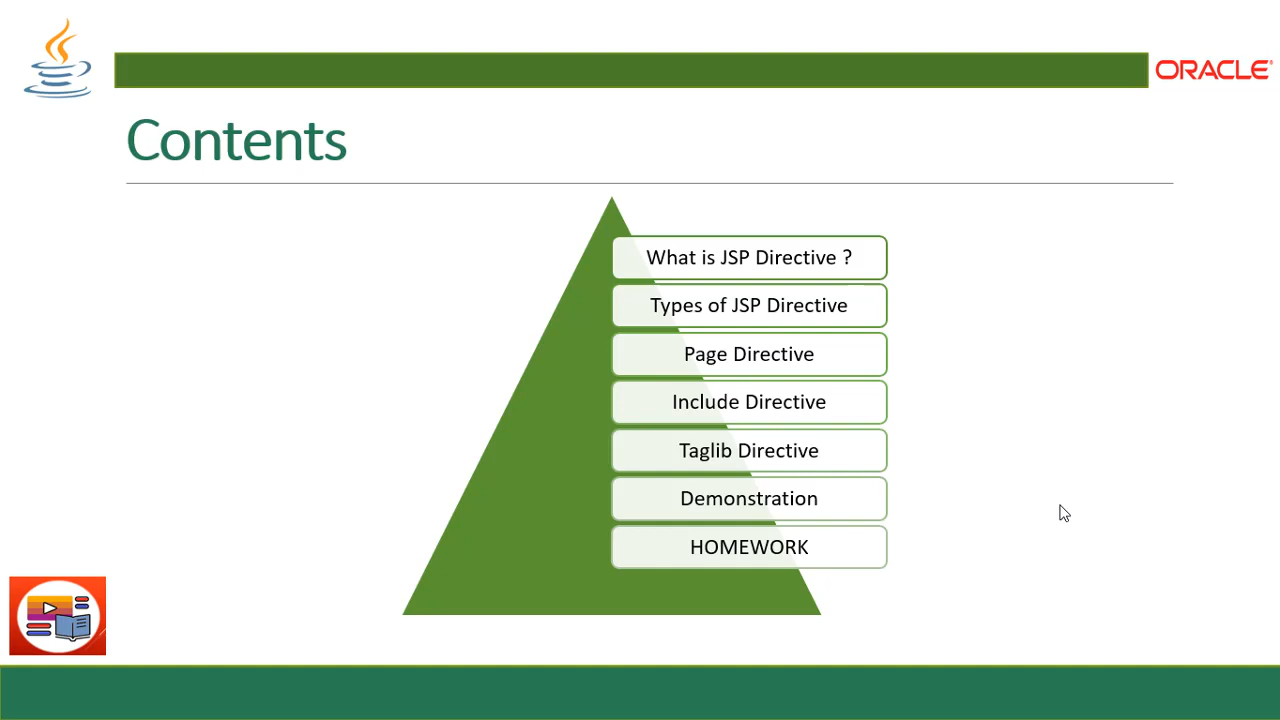 ORACLE
Contents
What is JSP Directive ?
Types of JSP Directive
Page Directive
Include Directive
Taglib Directive
Demonstration
HOMEWORK